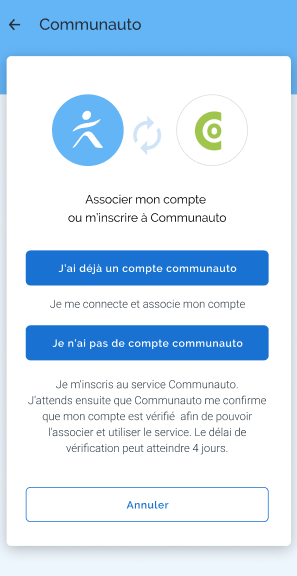 Communauto
Associer mon compte
ou m'inscrire à Communauto
J'ai déjà un compte communauto
Je me connecte et associe mon compte
Je n'ai pas de compte communauto
Je m'inscris au service Communauto.
J'attends ensuite que Communauto me confirme
que mon compte est vérifié afin de pouvoir
l'associer et utiliser le service. Le délai de
vérification peut atteindre 4 jours.
Annuler